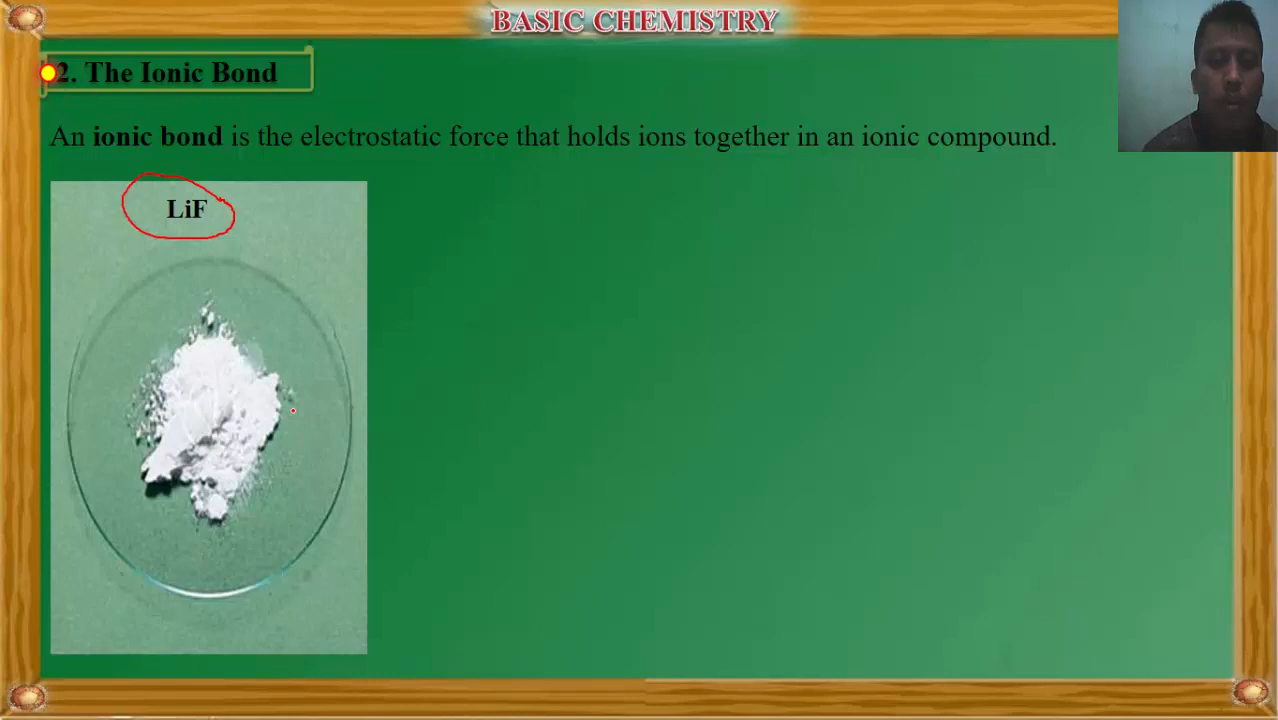 BASIC CHEMISTRY
2. The Ionic Bond
An ionic bond is the electrostatic force that holds ions together in an ionic compound.
LiF